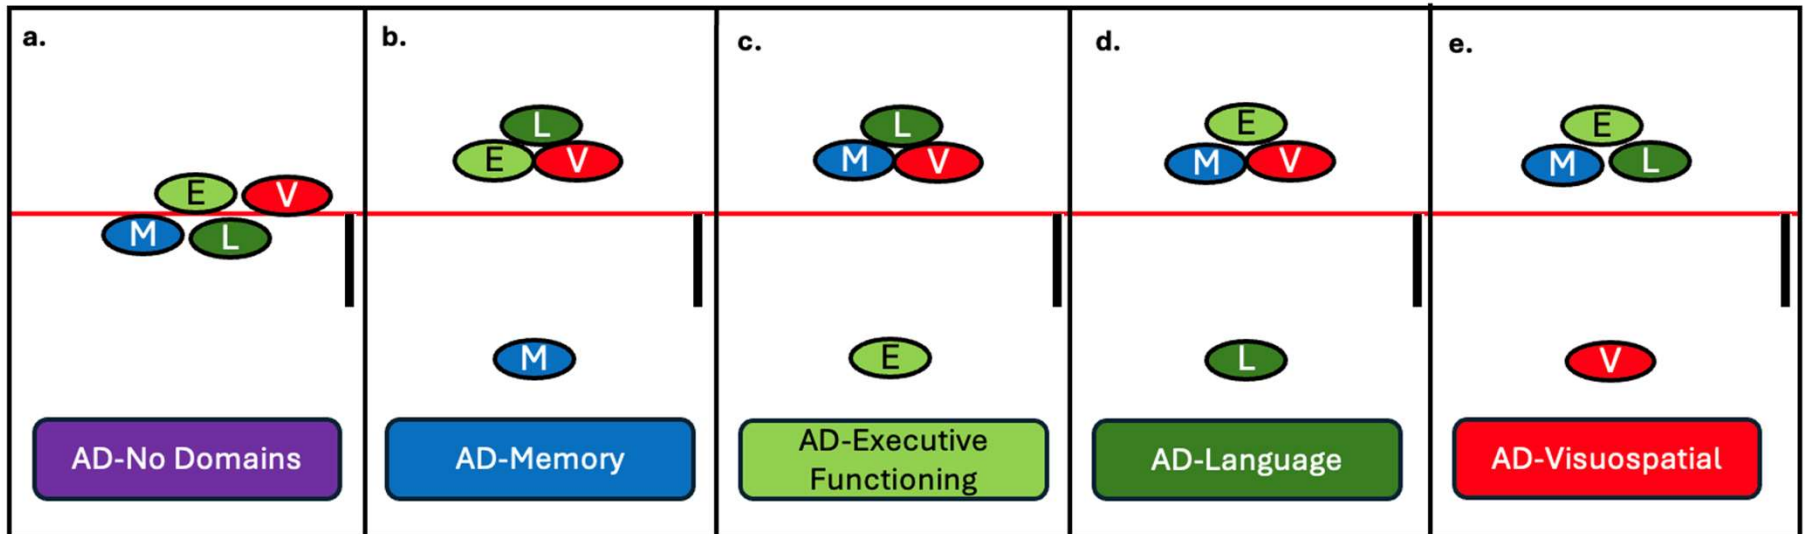 a.
E
V
M
L
AD-No Domains
b.
L
E
V
M
AD-Memory
c.
L
M
V
E
AD-Executive
Functioning
d.
E
M
V
L
AD-Language
e.
E
M
L
V
AD-Visuospatial